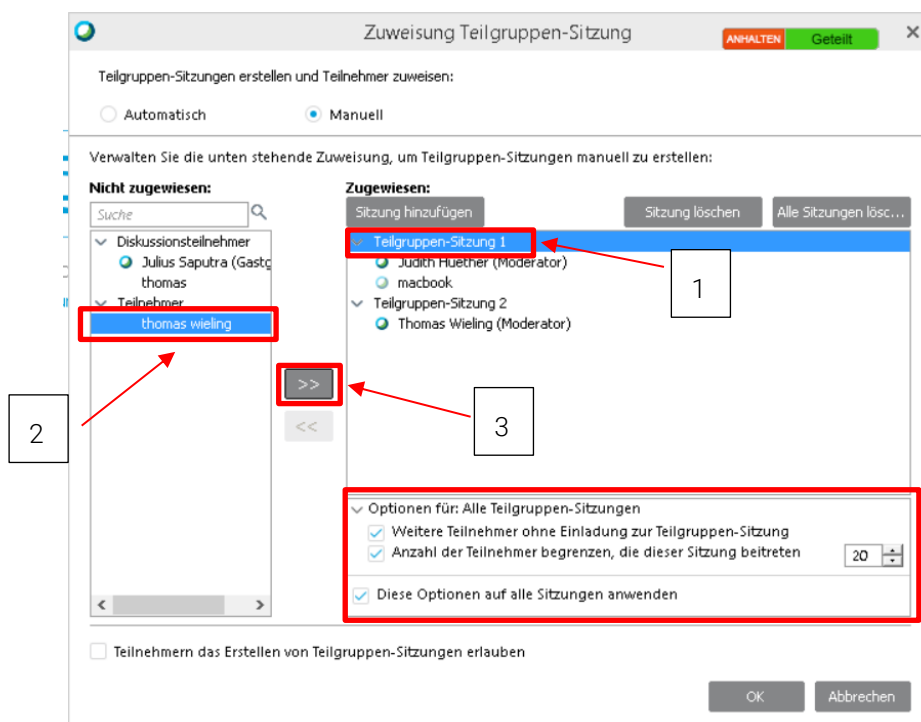 Zuweisung Teilgruppen-Sitzung
ANHALTEN Geteilt
Teilgruppen-Sitzungen erstellen und Teilnehmer zuweisen:
Automatisch
Manuell
Verwalten Sie die unten stehende Zuweisung, um Teilgruppen-Sitzungen manuell zu erstellen:
Nicht zugewiesen:
Suche
Diskussionsteilnehmer
Julius Saputra (Gastg
thomas
Teilnehmer
thomas wieling
2
>>
<<
3
Zugewiesen:
Sitzung hinzufügen
Sitzung löschen
Alle Sitzungen lösc...
Teilgruppen-Sitzung 1
1
Judith Huether (Moderator)
macbook
Teilgruppen-Sitzung 2
Thomas Wieling (Moderator)
Optionen für: Alle Teilgruppen-Sitzungen
Weitere Teilnehmer ohne Einladung zur Teilgruppen-Sitzung
Anzahl der Teilnehmer begrenzen, die dieser Sitzung beitreten 20
Diese Optionen auf alle Sitzungen anwenden
Teilnehmern das Erstellen von Teilgruppen-Sitzungen erlauben
OK
Abbrechen